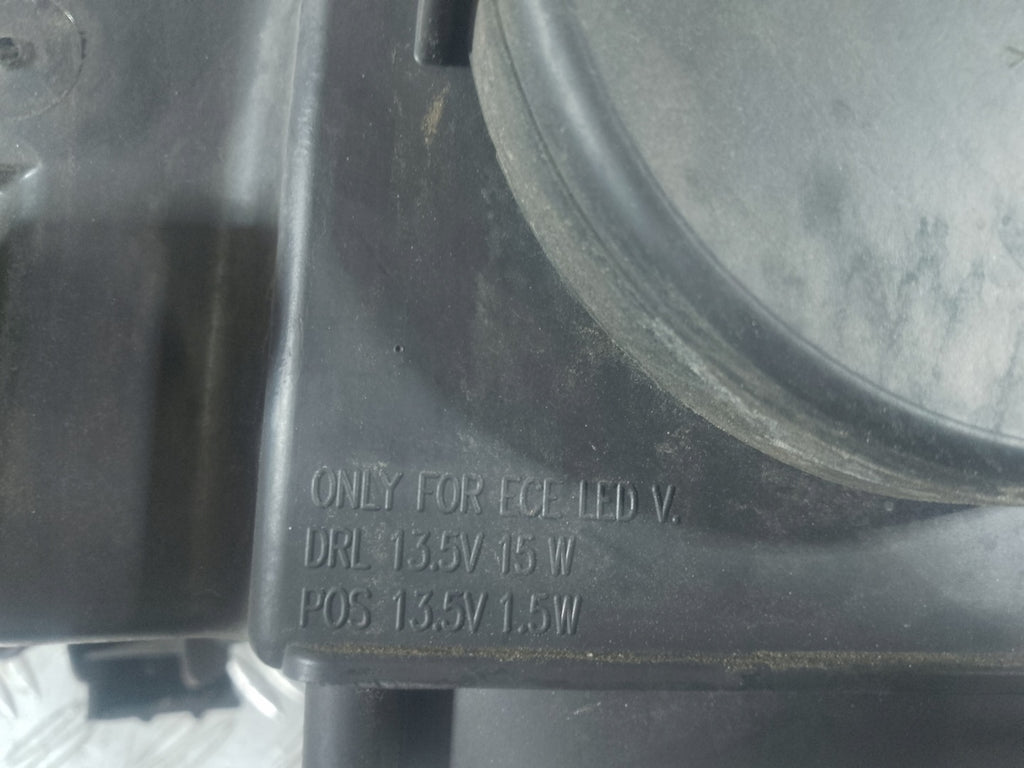 ONLY FOR ECE LED V.
DRL 13.5V 15 W
POS 13.5V 1.5W